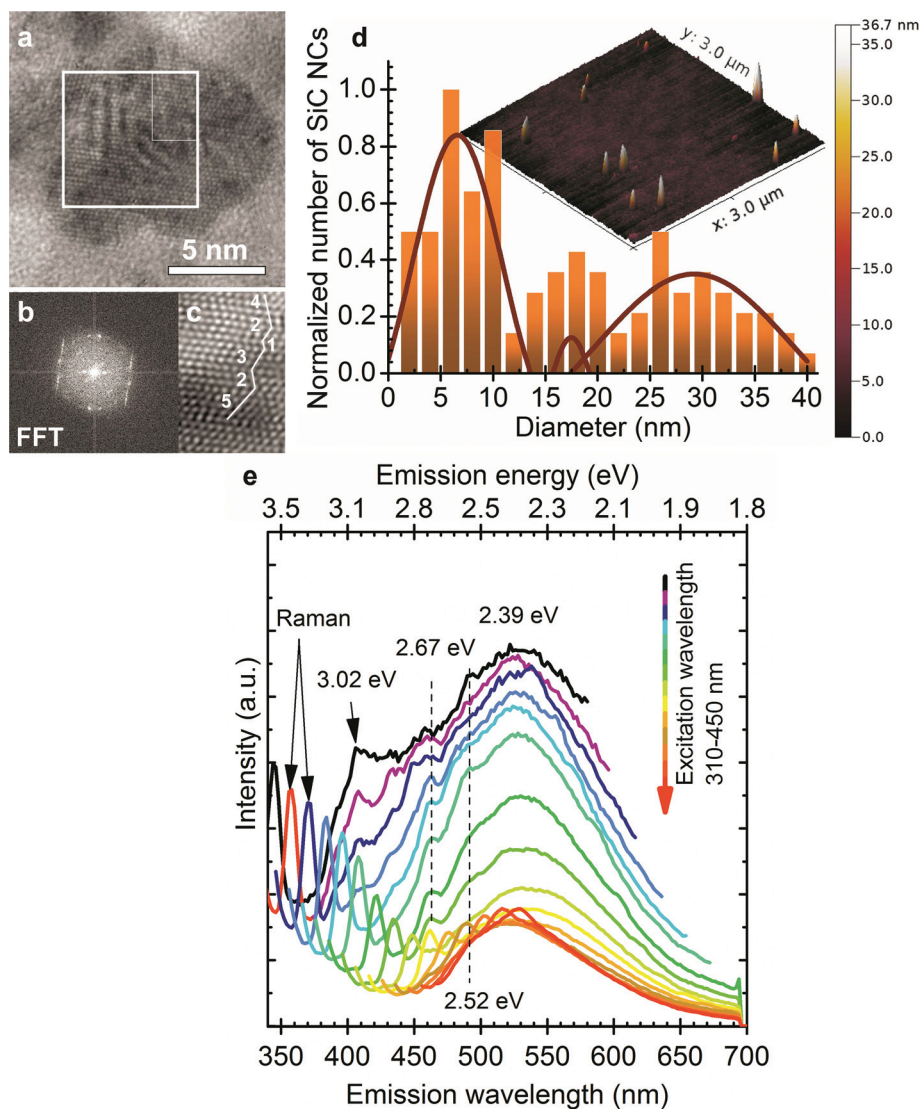 a
5 nm
b
FFT
c
4
2
1
3
2
5
d
Normalized number of SiC NCs
1.0
0.8
0.6
0.4
0.2
0.0
0 5 10 15 20 25 30 35 40
Diameter (nm)
y: 3.0 µm
x: 3.0 µm
36.7 nm
35.0
30.0
25.0
20.0
15.0
10.0
5.0
0.0
e
Emission energy (eV)
3.5 3.1 2.8 2.5 2.3 2.1 1.9 1.8
Raman
3.02 eV
2.67 eV
2.39 eV
2.52 eV
Excitation wavelength
310-450 nm
Intensity (a.u.)
350 400 450 500 550 600 650 700
Emission wavelength (nm)